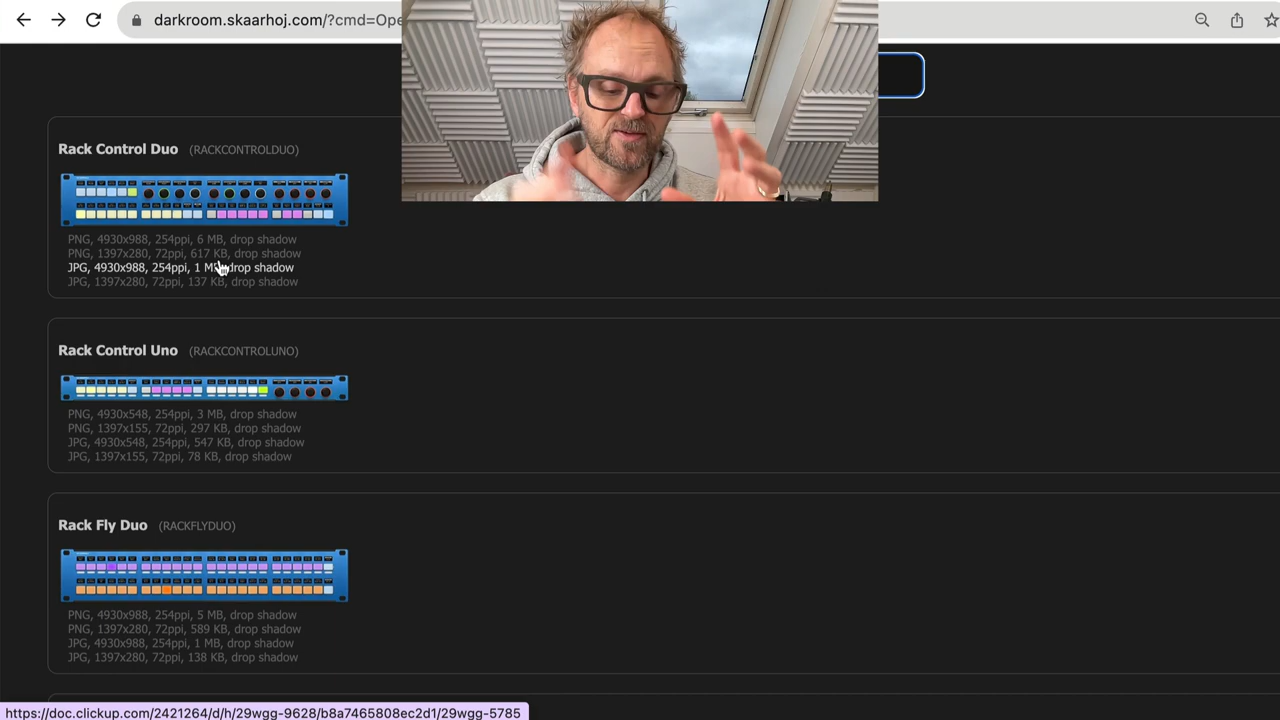 darkroom.skaarhoj.com/?cmd=Ope
Rack Control Duo (RACKCONTROLDUO)
PNG, 4930x988, 254ppi, 6 MB, drop shadow
PNG, 1397x280, 72ppi, 617 KB, drop shadow
JPG, 4930x988, 254ppi, 1 MB, drop shadow
JPG, 1397x280, 72ppi, 137 KB, drop shadow
Rack Control Uno (RACKCONTROLUNO)
PNG, 4930x548, 254ppi, 3 MB, drop shadow
PNG, 1397x155, 72ppi, 297 KB, drop shadow
JPG, 4930x548, 254ppi, 547 KB, drop shadow
JPG, 1397x155, 72ppi, 78 KB, drop shadow
Rack Fly Duo (RACKFLYDUO)
PNG, 4930x988, 254ppi, 5 MB, drop shadow
PNG, 1397x280, 72ppi, 589 KB, drop shadow
JPG, 4930x988, 254ppi, 1 MB, drop shadow
JPG, 1397x280, 72ppi, 138 KB, drop shadow
https://doc.clickup.com/2421264/d/h/29wgg-9628/b8a7465808ec2d1/29wgg-5785